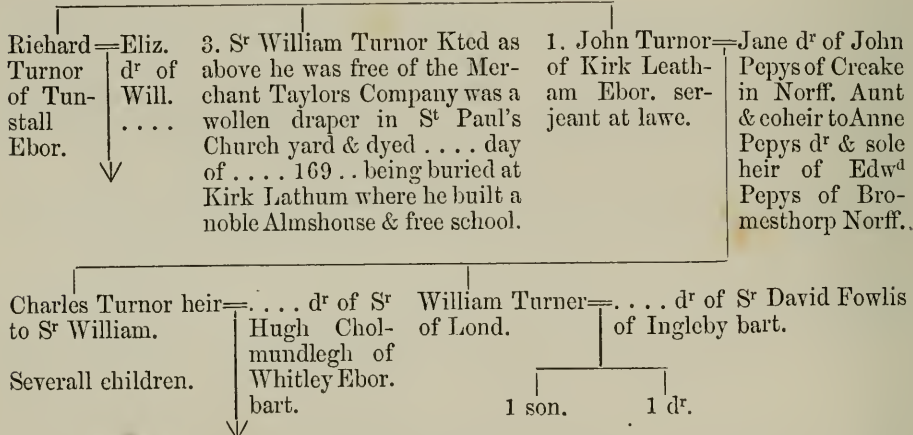 Richard=Eliz.
Turnor dʳ of
of Tun- Will.
stall . . . .
Ebor.
3. Sʳ William Turnor Kted as
above he was free of the Mer-
chant Taylors Company was a
wollen draper in Sᵗ Paul's
Church yard & dyed . . . . day
of . . . . 169 . . being buried at
Kirk Lathum where he built a
noble Almshouse & free school.
1. John Turnor=
of Kirk Leath-
am Ebor. ser-
jeant at lawe.
Jane dʳ of John
Pepys of Creake
in Norff. Aunt
& coheir to Anne
Pepys dʳ & sole
heir of Edwᵈ
Pepys of Bro-
mesthorp Norff.
Charles Turnor heir=
to Sʳ William.
Severall children.
. . . . dʳ of Sʳ
Hugh Chol-
mundlegh of
Whitley Ebor.
bart.
William Turner=
of Lond.
. . . . dʳ of Sʳ David Fowlis
of Ingleby bart.
1 son. 1 dʳ.